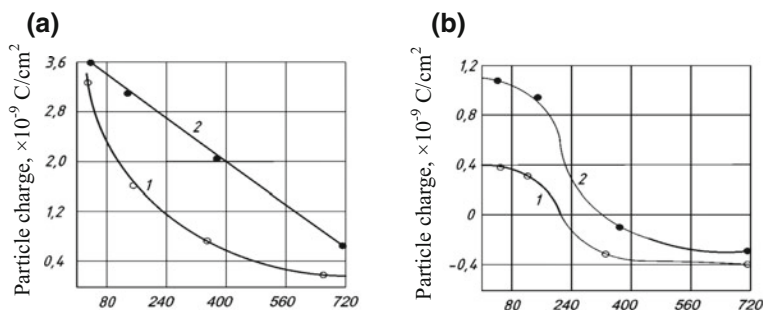 (a)
Particle charge, ×10⁻⁹ C/cm²
3,6
2,8
2,0
1,2
0,4
2
1
80 240 400 560 720
(b)
Particle charge, ×10⁻⁹ C/cm²
1,2
0,8
0,4
0
−0,4
2
1
80 240 400 560 720